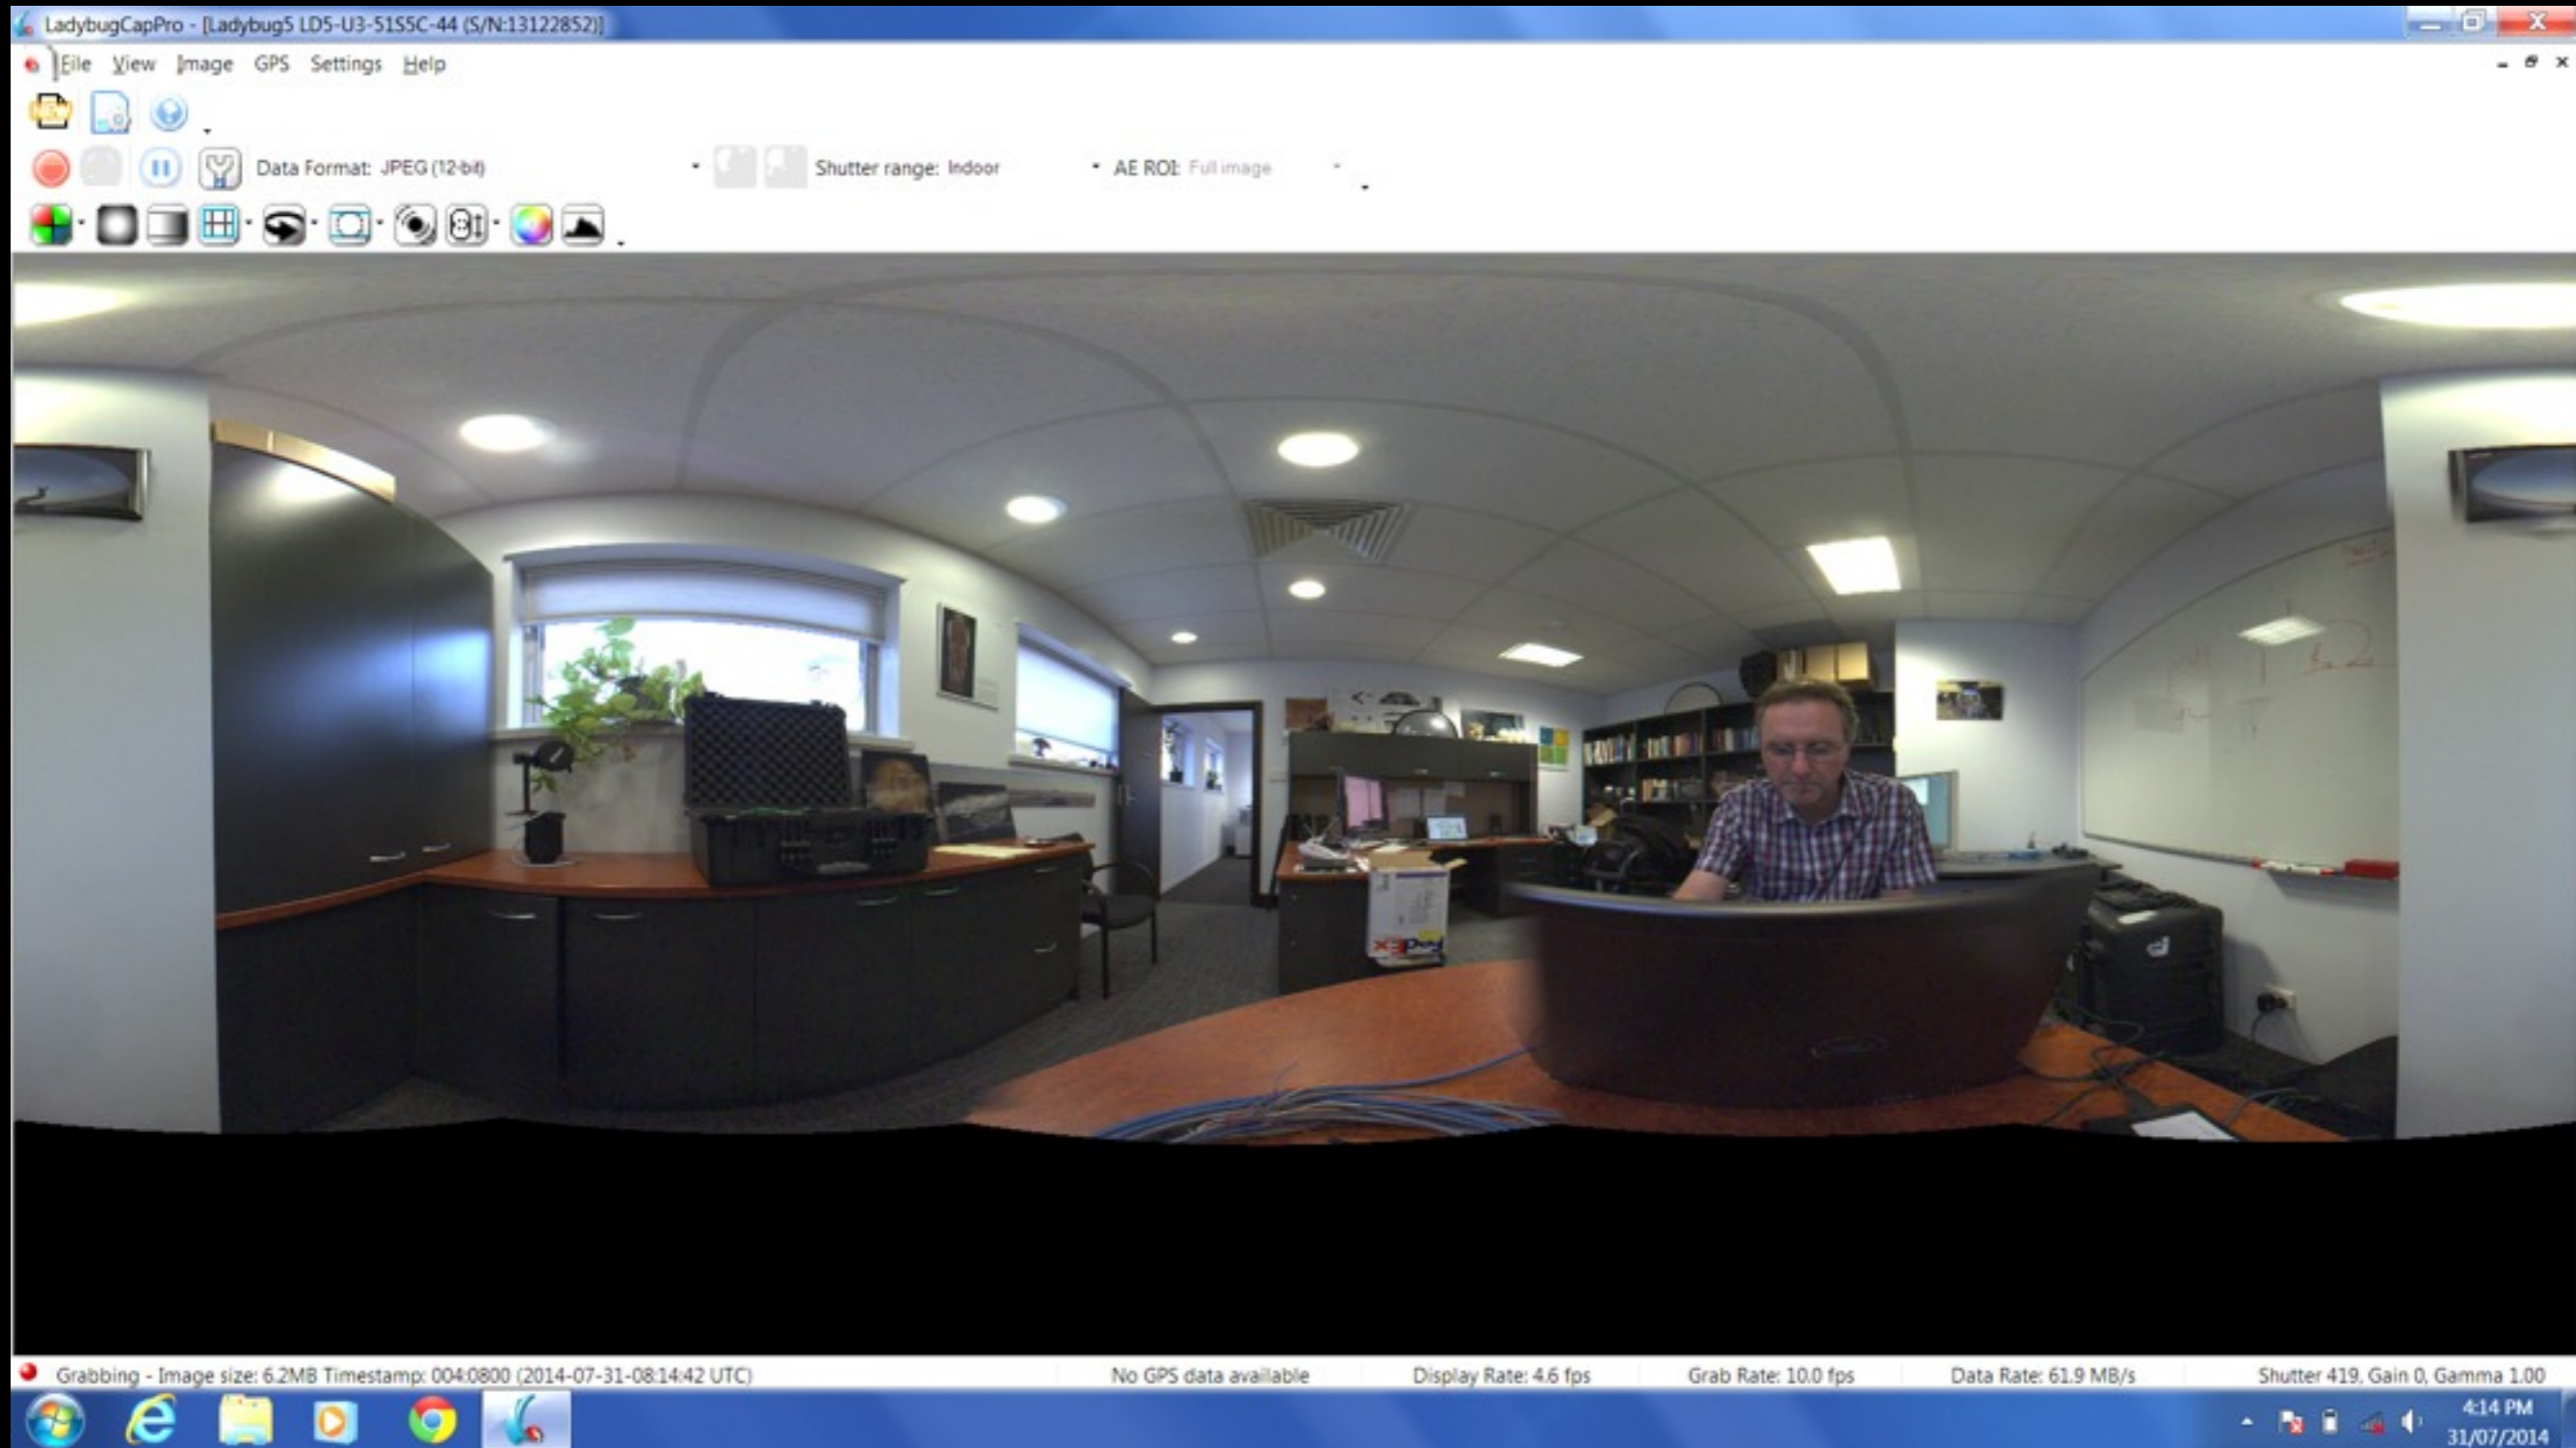 LadybugCapPro - [Ladybug5 LD5-U3-51S5C-44 (S/N:13122852)]
File View Image GPS Settings Help
NEW
Data Format: JPEG (12-bit) Shutter range: Indoor AE ROI: Full image
FedEx
Grabbing - Image size: 6.2MB Timestamp: 004:0800 (2014-07-31-08:14:42 UTC) No GPS data available Display Rate: 4.6 fps Grab Rate: 10.0 fps Data Rate: 61.9 MB/s Shutter 419, Gain 0, Gamma 1.00
4:14 PM
31/07/2014